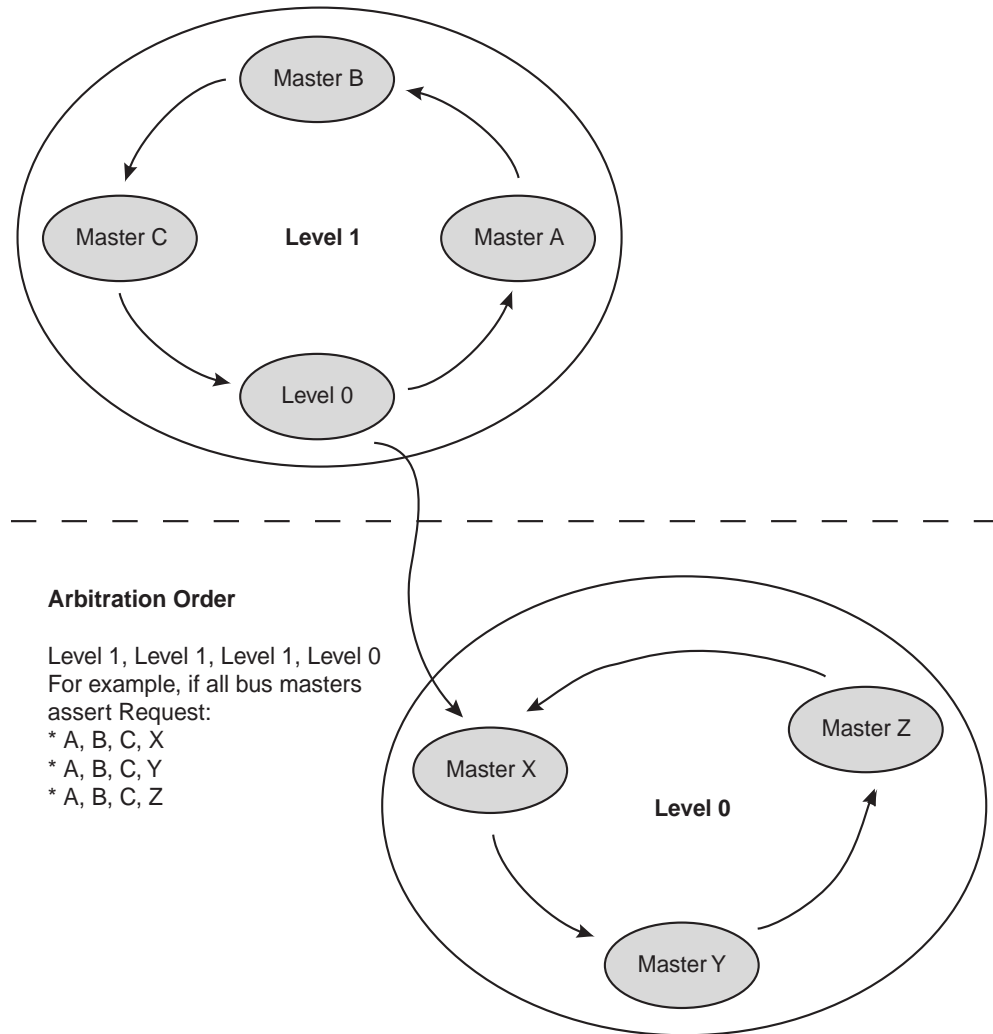 Master B
Master C
Level 1
Master A
Level 0
Arbitration Order
Level 1, Level 1, Level 1, Level 0
For example, if all bus masters
assert Request:
* A, B, C, X
* A, B, C, Y
* A, B, C, Z
Master Z
Master X
Level 0
Master Y